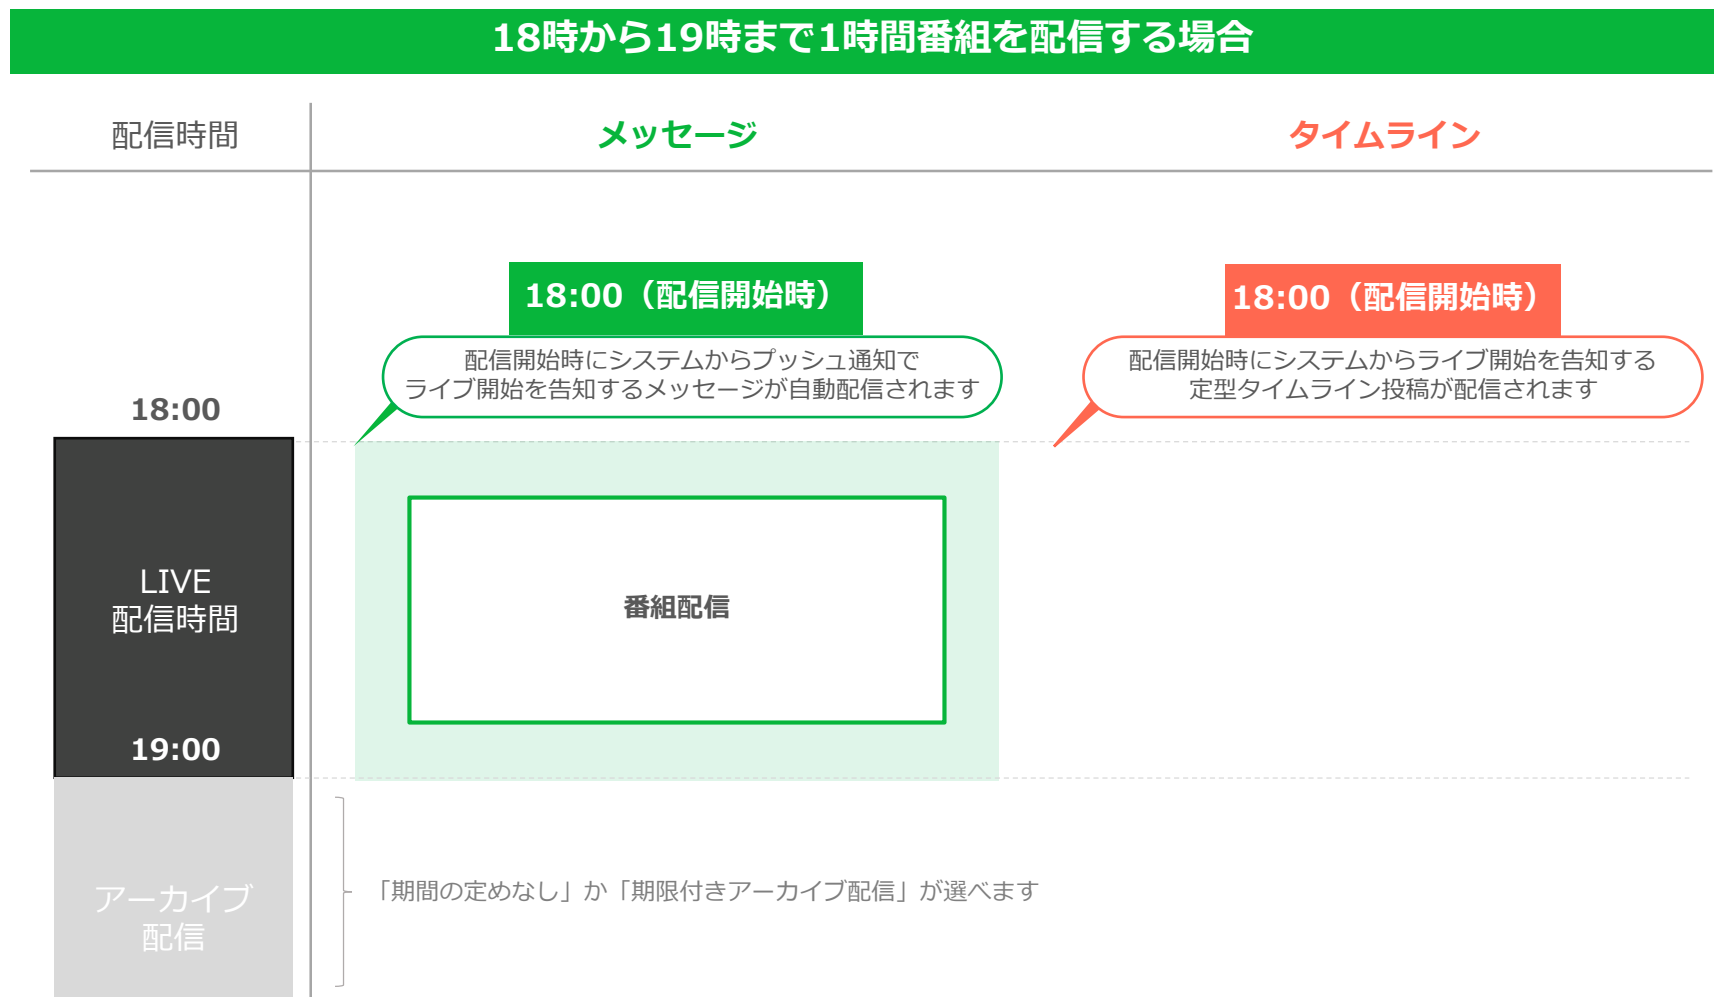 18時から19時まで1時間番組を配信する場合
配信時間
メッセージ
タイムライン
18:00（配信開始時）
18:00（配信開始時）
配信開始時にシステムからプッシュ通知で
ライブ開始を告知するメッセージが自動配信されます
配信開始時にシステムからライブ開始を告知する
定型タイムライン投稿が配信されます
18:00
LIVE
配信時間
番組配信
19:00
アーカイブ
配信
「期間の定めなし」か「期限付きアーカイブ配信」が選べます